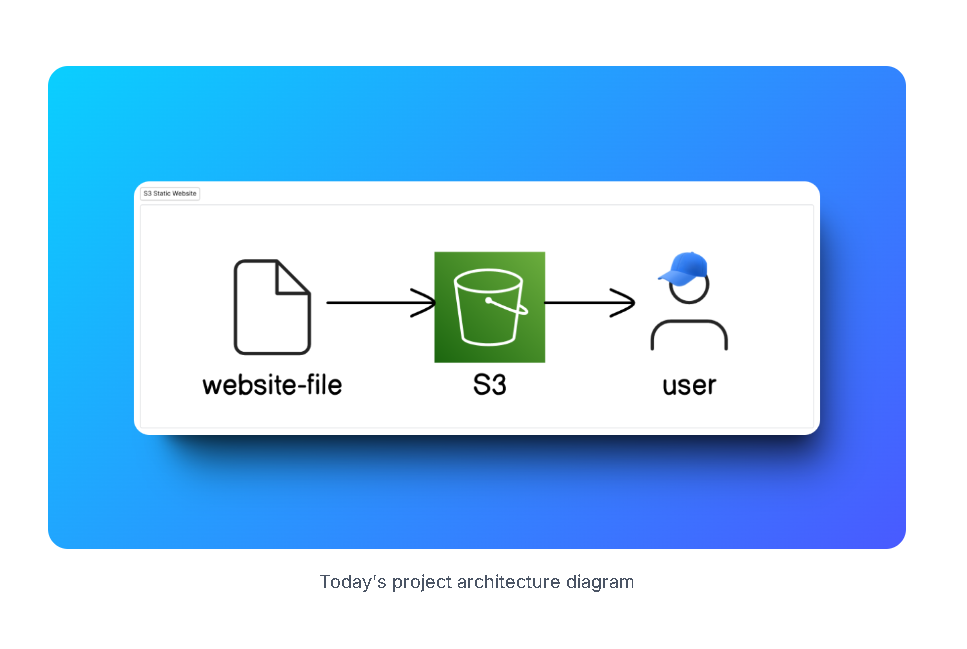 S3 Static Website
website-file
S3
user
Today's project architecture diagram